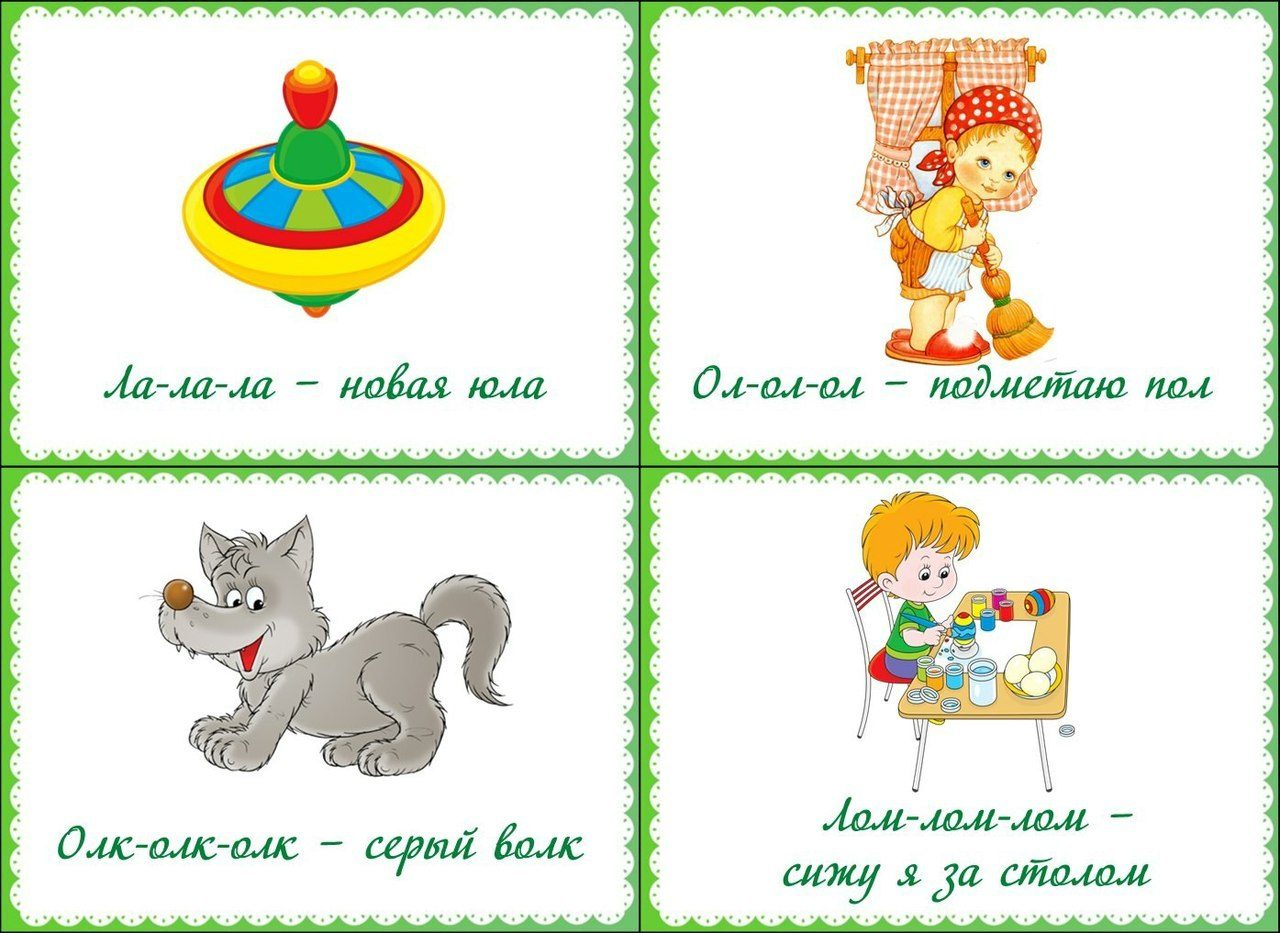 Ла-ла-ла – новая юла
Ол-ол-ол – подметаю пол
Олк-олк-олк – серый волк
Лом-лом-лом –
сижу я за столом